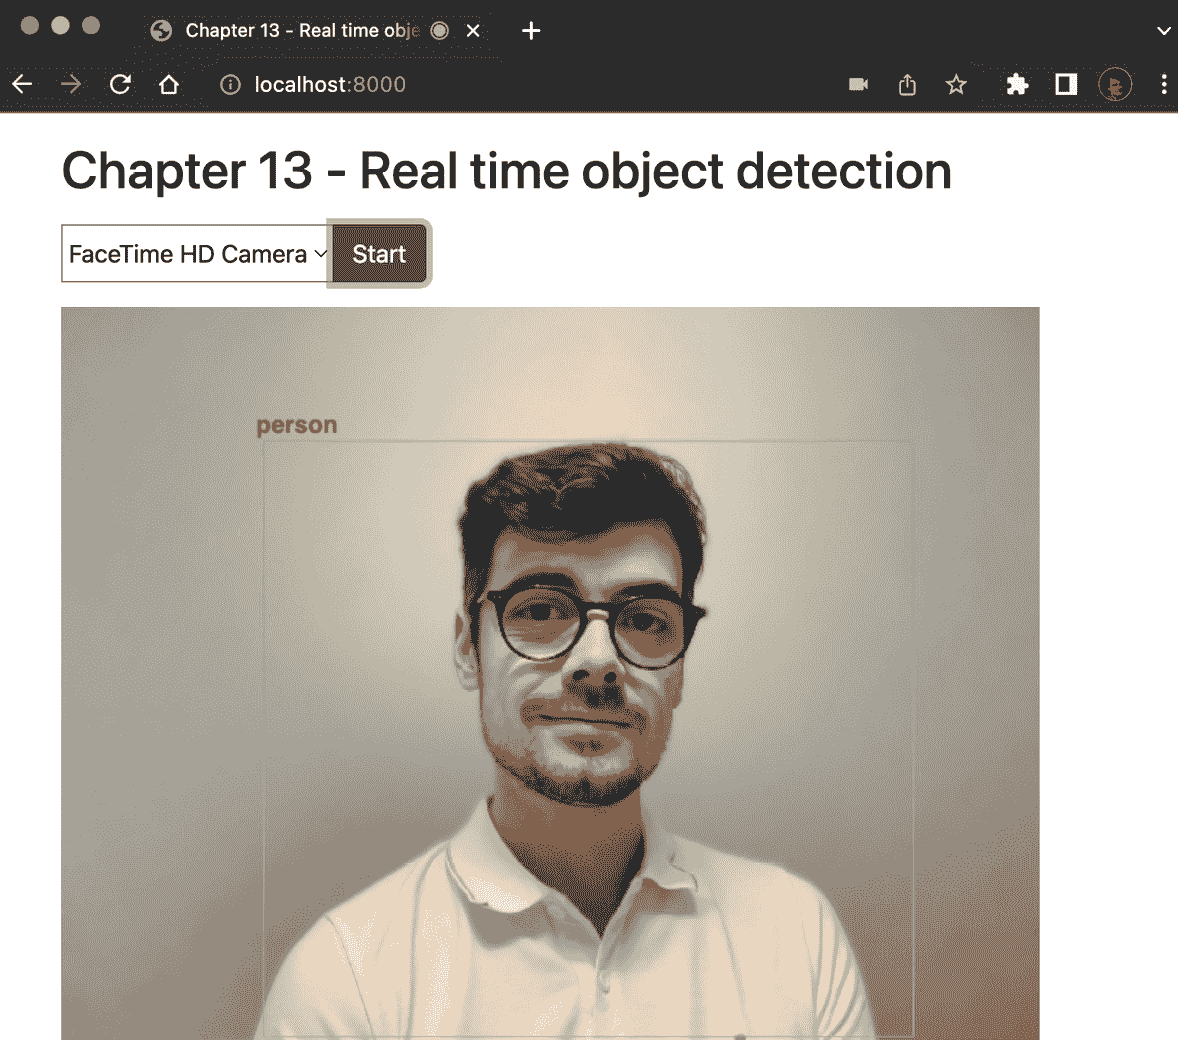 Chapter 13 - Real time obje
localhost:8000
Chapter 13 - Real time object detection
FaceTime HD Camera
Start
person